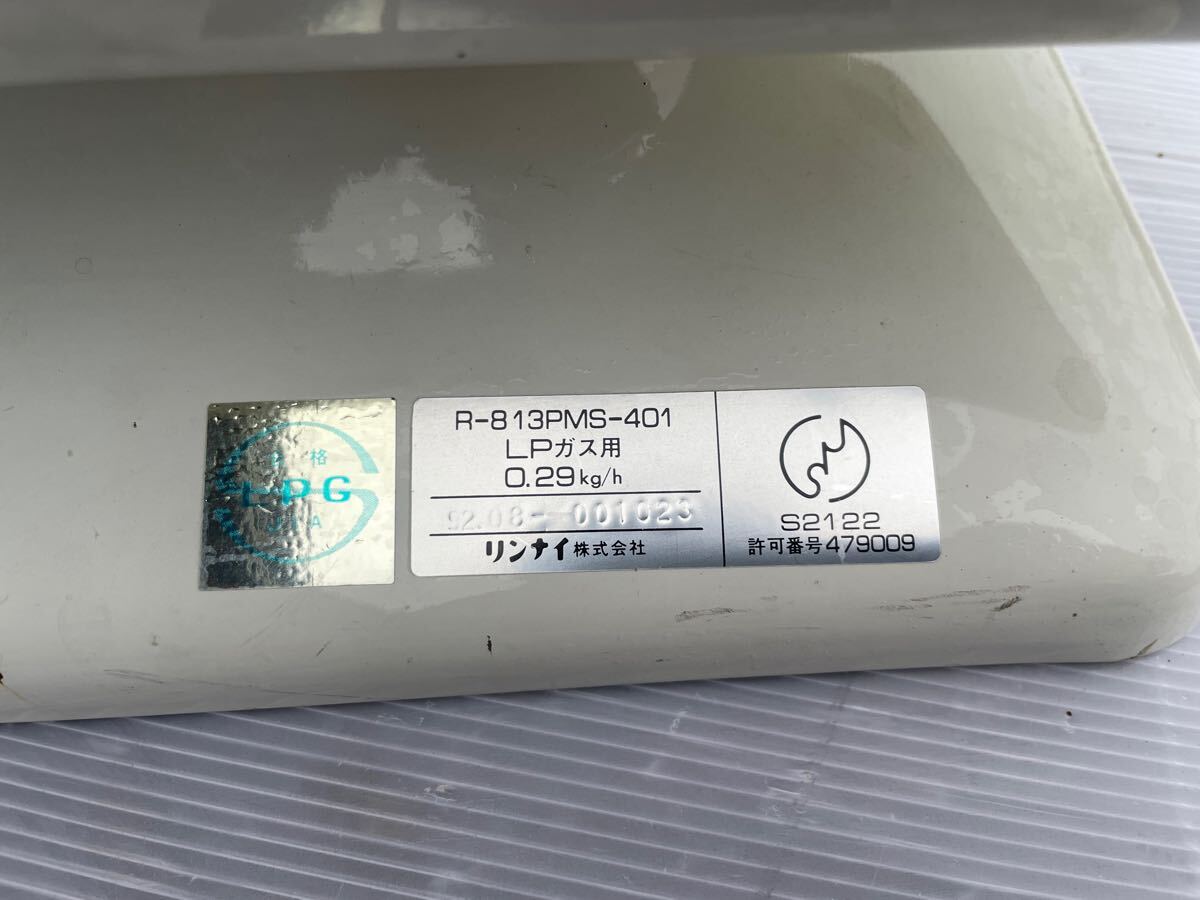 合格
LPG
JIA
R-813PMS-401
LPガス用
0.29kg/h
92.08- 001023
リンナイ株式会社
S2122
許可番号479009